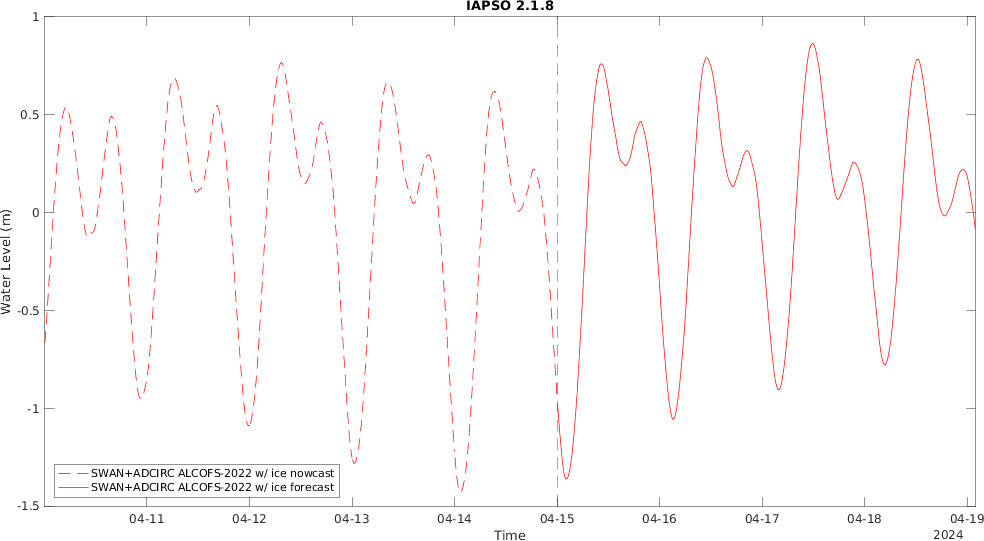 IAPSO 2.1.8
Water Level (m)
1
0.5
0
-0.5
-1
-1.5
SWAN+ADCIRC ALCOFS-2022 w/ ice nowcast
SWAN+ADCIRC ALCOFS-2022 w/ ice forecast
04-11 04-12 04-13 04-14 04-15 04-16 04-17 04-18 04-19
Time
2024